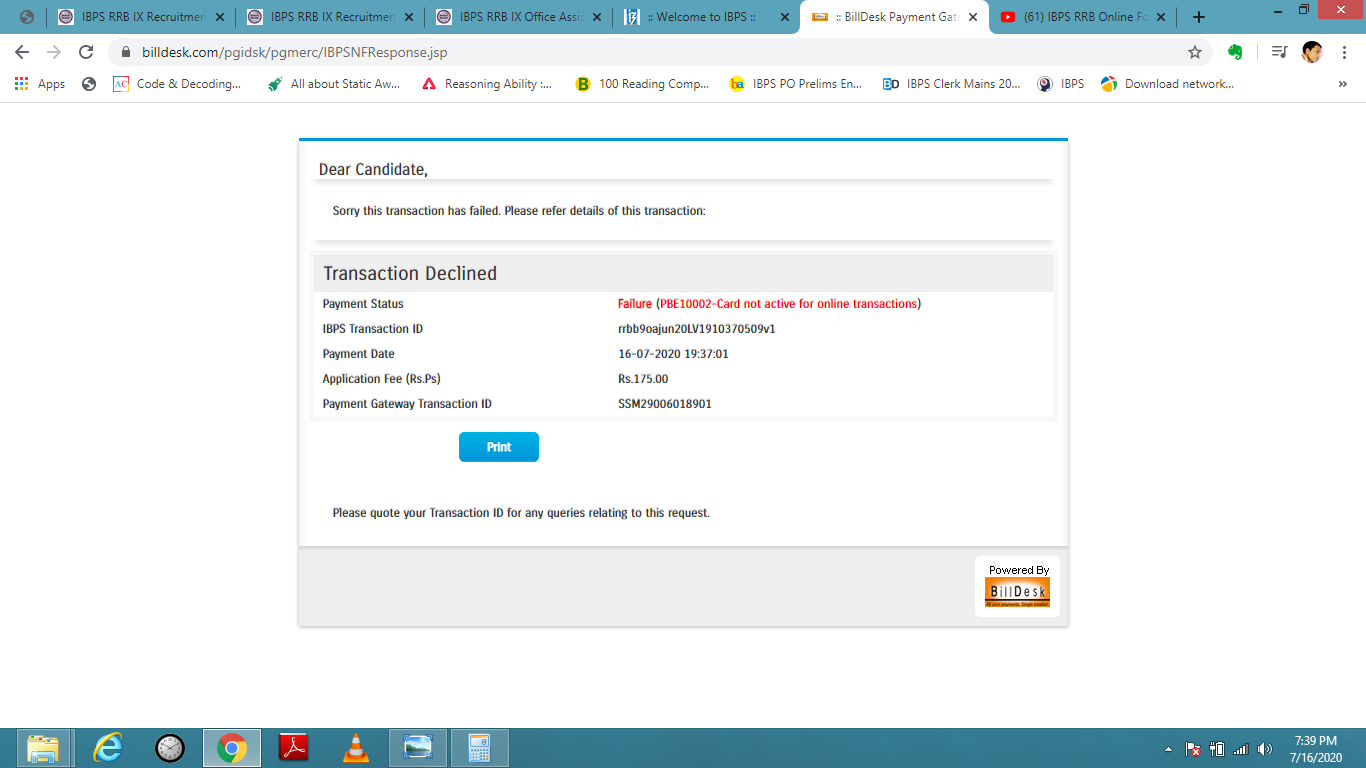 IBPS RRB IX Recruitmen
IBPS RRB IX Recruitmen
IBPS RRB IX Office Assis
:: Welcome to IBPS ::
:: BillDesk Payment Gat
(61) IBPS RRB Online Fo
billdesk.com/pgidsk/pgmerc/IBPSNFResponse.jsp
Apps
AC Code & Decoding...
All about Static Aw...
Reasoning Ability :...
B 100 Reading Comp...
ba IBPS PO Prelims En...
BD IBPS Clerk Mains 20...
IBPS
Download network...
»
Dear Candidate,
Sorry this transaction has failed. Please refer details of this transaction:
Transaction Declined
Payment Status Failure (PBE10002-Card not active for online transactions)
IBPS Transaction ID rrbb9oajun20LV1910370509v1
Payment Date 16-07-2020 19:37:01
Application Fee (Rs.Ps) Rs.175.00
Payment Gateway Transaction ID SSM29006018901
Print
Please quote your Transaction ID for any queries relating to this request.
Powered By
BillDesk
All your payments. Single location.
7:39 PM
7/16/2020